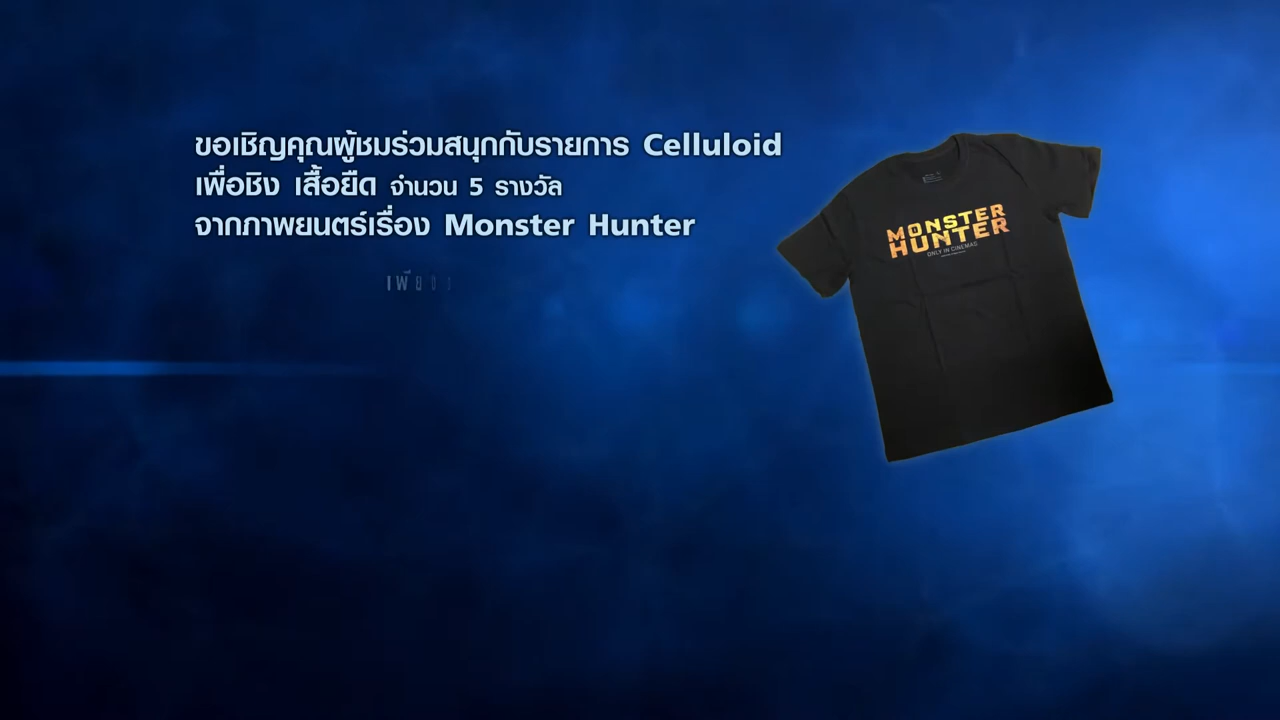 ขอเชิญคุณผู้ชมร่วมสนุกกับรายการ Celluloid
เพื่อชิง เสื้อยืด จำนวน 5 รางวัล
จากภาพยนตร์เรื่อง Monster Hunter
MONSTER
HUNTER
ONLY IN CINEMAS